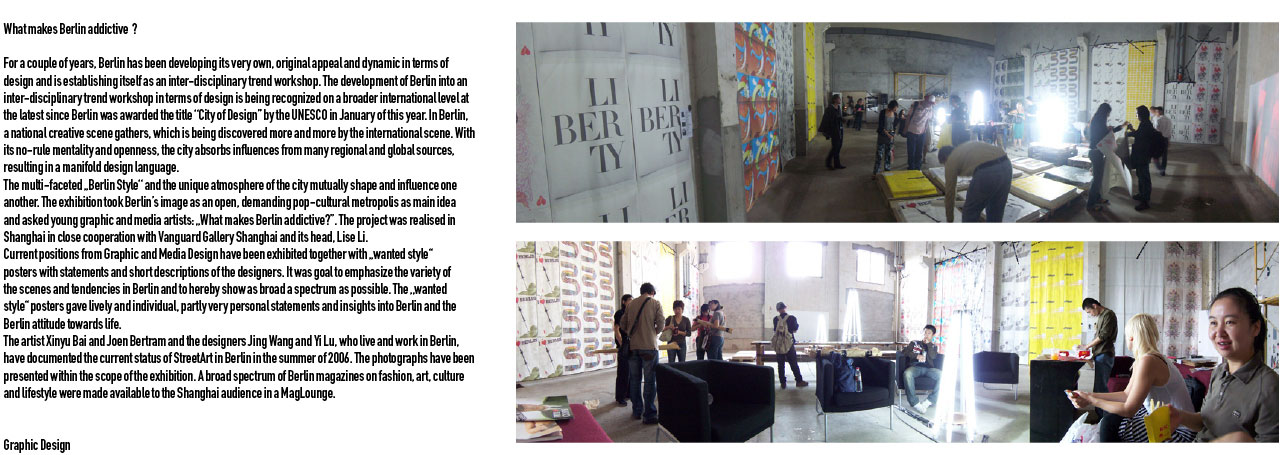 What makes Berlin addictive ?
For a couple of years, Berlin has been developing its very own, original appeal and dynamic in terms of
design and is establishing itself as an inter-disciplinary trend workshop. The development of Berlin into an
inter-disciplinary trend workshop in terms of design is being recognized on a broader international level at
the latest since Berlin was awarded the title "City of Design" by the UNESCO in January of this year. In Berlin,
a national creative scene gathers, which is being discovered more and more by the international scene. With
its no-rule mentality and openness, the city absorbs influences from many regional and global sources,
resulting in a manifold design language.
The multi-faceted „Berlin Style“ and the unique atmosphere of the city mutually shape and influence one
another. The exhibition took Berlin's image as an open, demanding pop-cultural metropolis as main idea
and asked young graphic and media artists: „What makes Berlin addictive?". The project was realised in
Shanghai in close cooperation with Vanguard Gallery Shanghai and its head, Lise Li.
Current positions from Graphic and Media Design have been exhibited together with „wanted style“
posters with statements and short descriptions of the designers. It was goal to emphasize the variety of
the scenes and tendencies in Berlin and to hereby show as broad a spectrum as possible. The „wanted
style“ posters gave lively and individual, partly very personal statements and insights into Berlin and the
Berlin attitude towards life.
The artist Xinyu Bai and Joen Bertram and the designers Jing Wang and Yi Lu, who live and work in Berlin,
have documented the current status of StreetArt in Berlin in the summer of 2006. The photographs have been
presented within the scope of the exhibition. A broad spectrum of Berlin magazines on fashion, art, culture
and lifestyle were made available to the Shanghai audience in a MagLounge.
Graphic Design
LI
BER
TY
LI
BER
TY
LI
BER
LI
BER